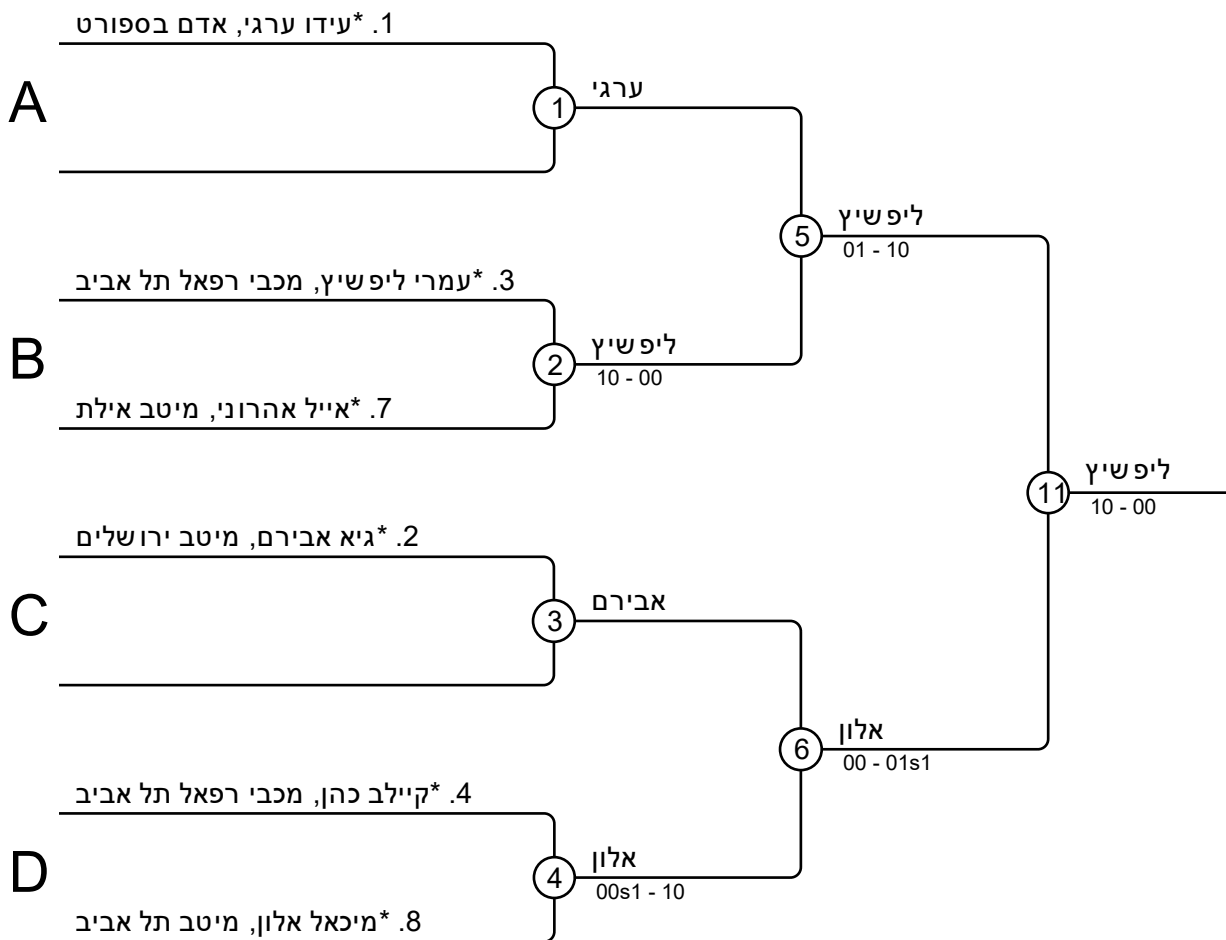 1. *עידו ערגי, אדם בספורט
A
1
ערגי
5
ליפשיץ
01 - 10
3. *עמרי ליפשיץ, מכבי רפאל תל אביב
B
2
ליפשיץ
10 - 00
7. *אייל אהרוני, מיטב אילת
11
ליפשיץ
10 - 00
2. *גיא אבירם, מיטב ירושלים
C
3
אבירם
6
אלון
00 - 01s1
4. *קיילב כהן, מכבי רפאל תל אביב
D
4
אלון
00s1 - 10
8. *מיכאל אלון, מיטב תל אביב